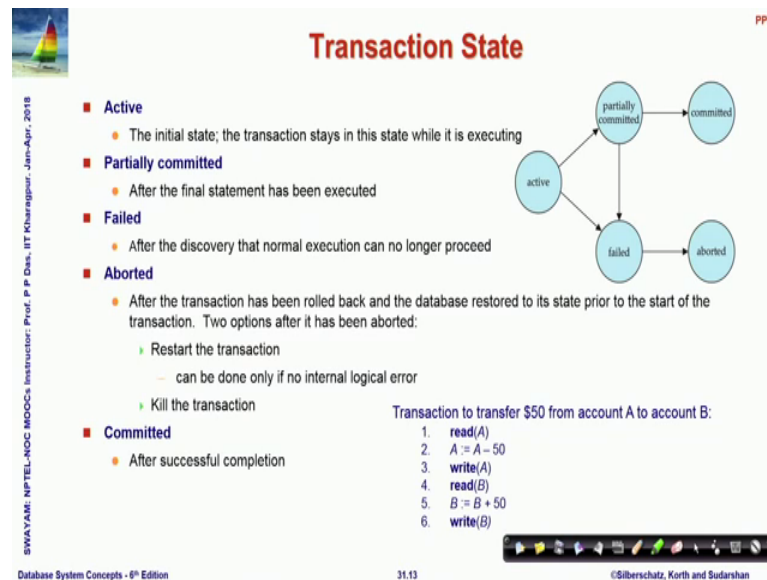 PP
Transaction State
SWAYAM: NPTEL-NOC MOOCs Instructor: Prof. P P Das, IIT Kharagpur. Jan-Apr, 2018
Active
The initial state; the transaction stays in this state while it is executing
Partially committed
After the final statement has been executed
Failed
After the discovery that normal execution can no longer proceed
Aborted
After the transaction has been rolled back and the database restored to its state prior to the start of the
transaction. Two options after it has been aborted:
Restart the transaction
can be done only if no internal logical error
Kill the transaction
Committed
After successful completion
partially
committed
committed
active
failed
aborted
Transaction to transfer $50 from account A to account B:
1. read(A)
2. A := A – 50
3. write(A)
4. read(B)
5. B := B + 50
6. write(B)
Database System Concepts - 6th Edition
31.13
©Silberschatz, Korth and Sudarshan